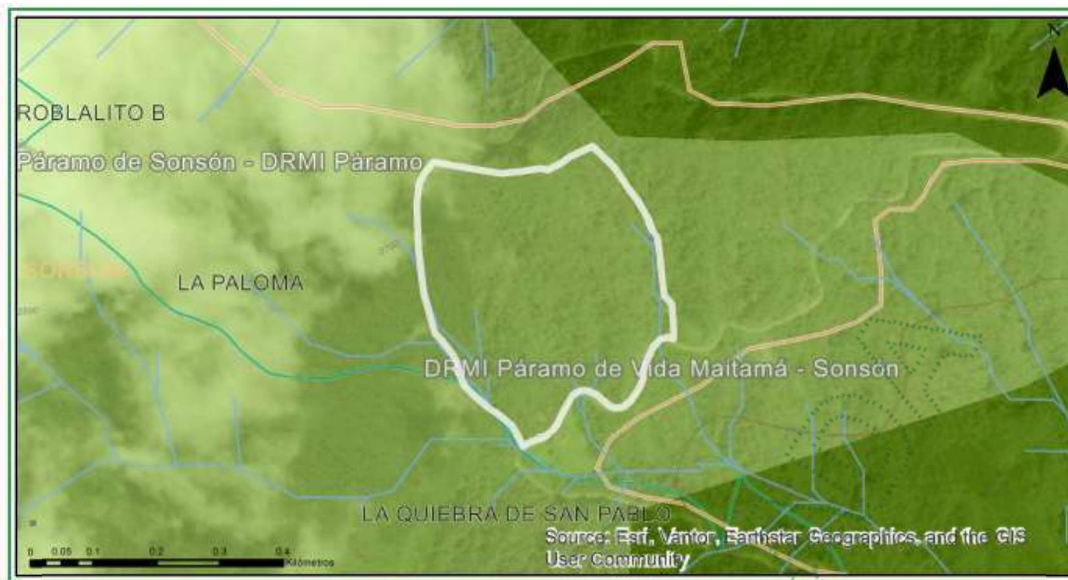 N
ROBLALITO B
Páramo de Sonsón - DRMI Páramo
LA PALOMA
DRMI Páramo de Vida Maitamá - Sonsón
LA QUIEBRA DE SAN PABLO
Source: Esri, Vantor, Earthstar Geographics, and the GIS
User Community
0 0.05 0.1 0.2 0.3 0.4
Kilómetros